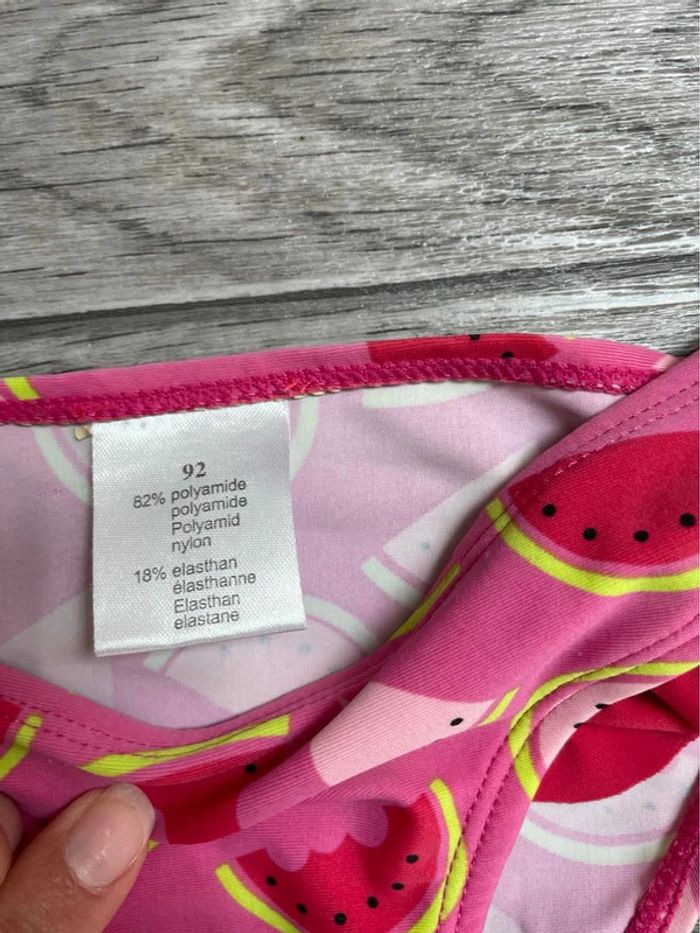 92
82% polyamide
polyamide
Polyamid
nylon
18% elasthan
élasthanne
Elasthan
elastane